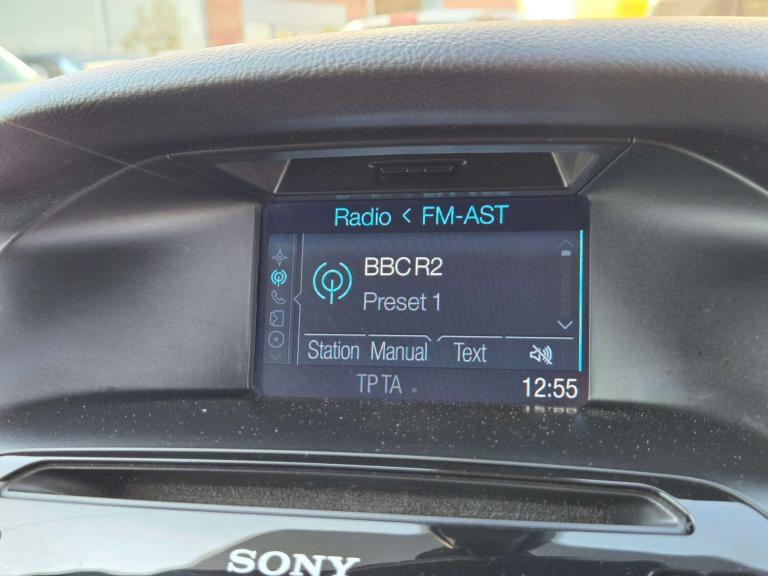 Radio < FM-AST
BBC R2
Preset 1
Station Manual Text
TP TA
12:55
SONY